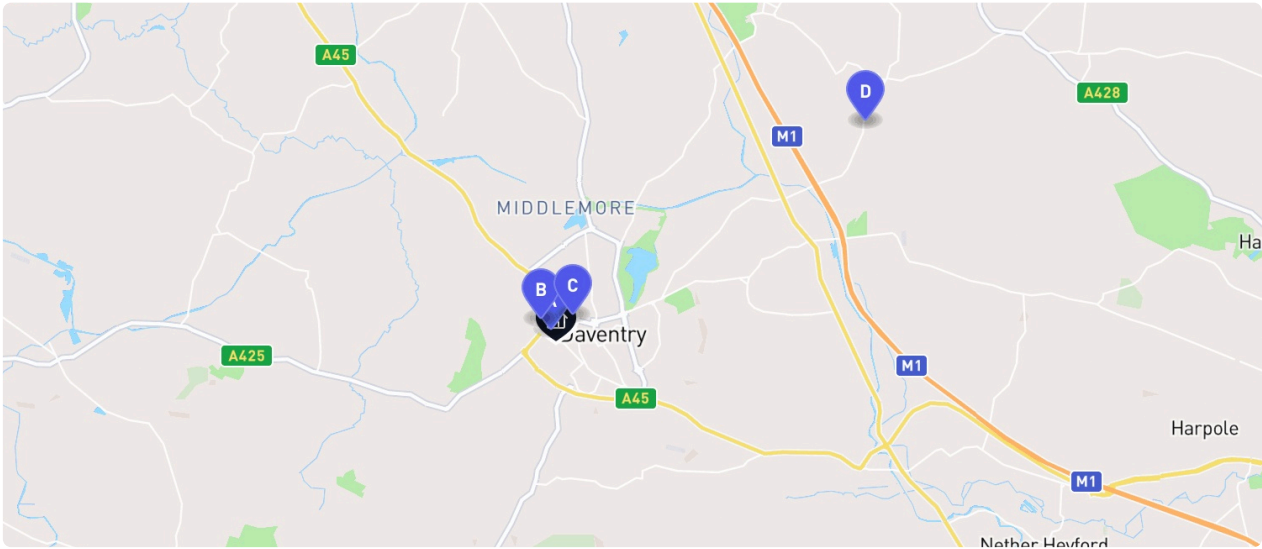 A45
D
A428
M1
MIDDLEMORE
Ha
B
C
A
Daventry
A425
M1
A45
Harpole
M1
Nether Heyford